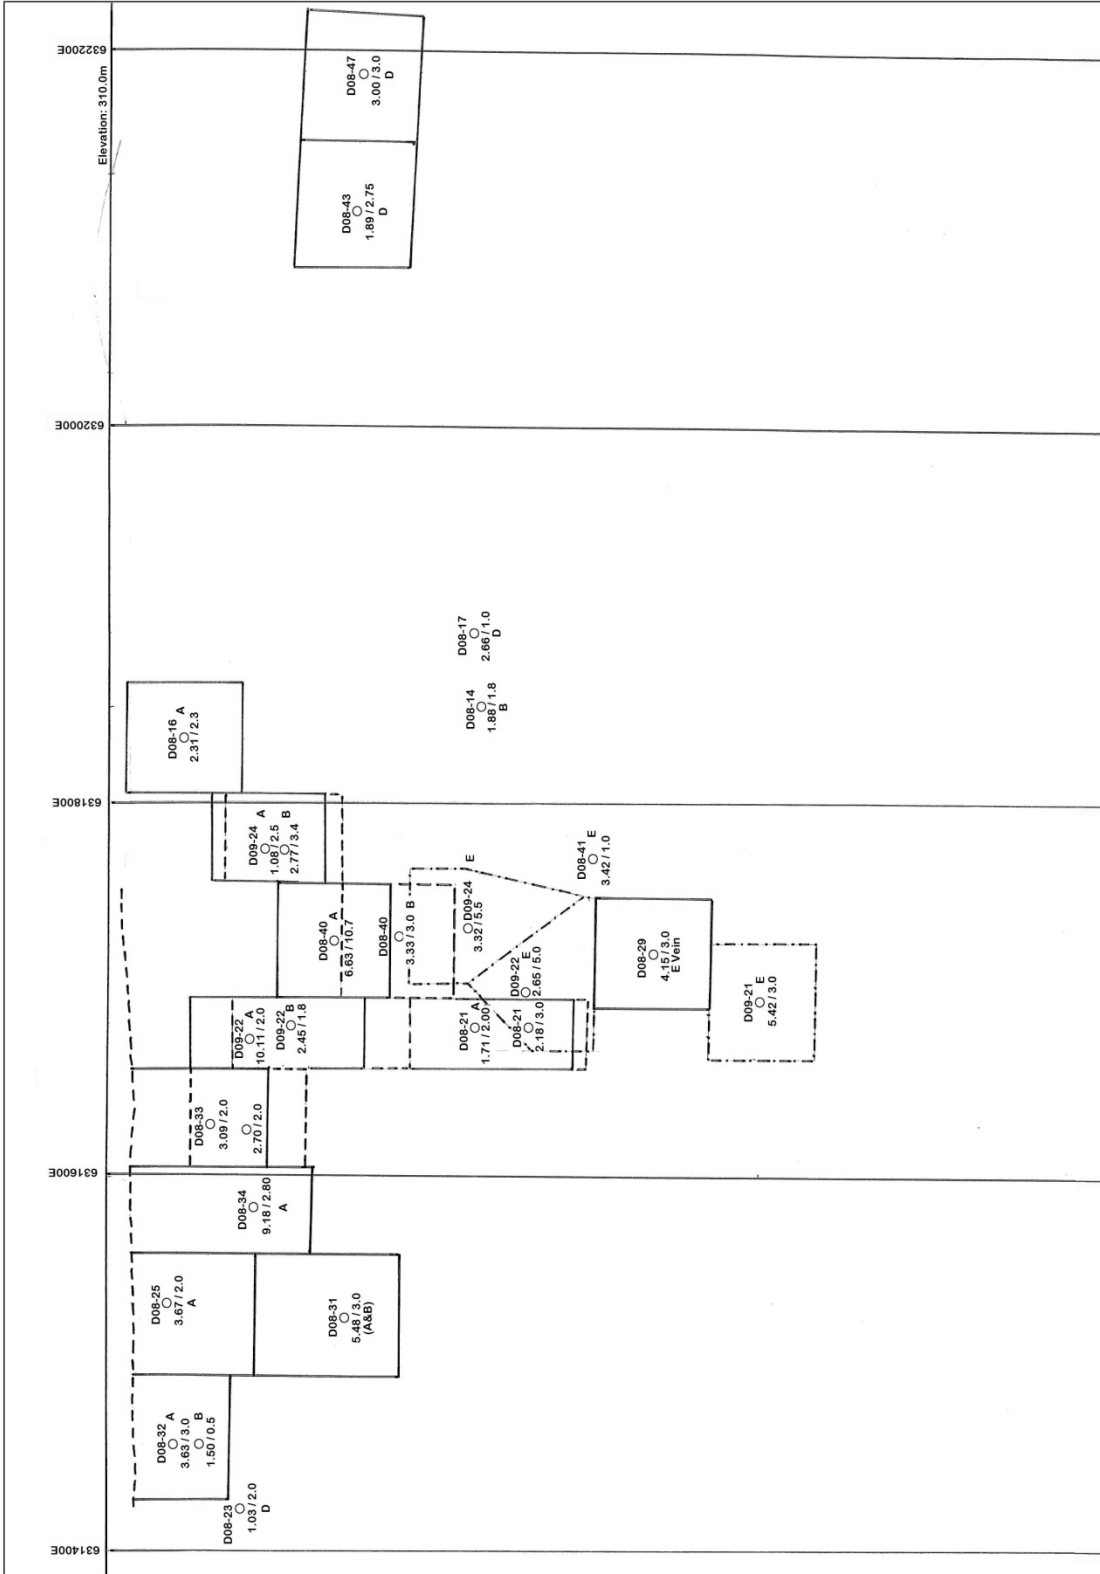 632200E
Elevation: 310.0m
D08-47
3.00 / 3.0
D
D08-43
1.89 / 2.75
D
632000E
D08-17
2.66 / 1.0
D
D08-14
1.88 / 1.8
B
D08-16 A
2.31 / 2.3
631800E
D09-24 A
1.08 / 2.5
B
2.77 / 3.4
D08-40 A
6.63 / 10.7
D08-40
3.33 / 3.0 B
E
D09-24
3.32 / 5.5
D08-41 E
3.42 / 1.0
D09-22 E
2.65 / 5.0
D08-29
4.15 / 3.0
E Vein
D09-21 E
5.42 / 3.0
D09-22 A
10.11 / 2.0
D09-22 B
2.45 / 1.8
D08-21 A
1.71 / 2.00
D08-21
2.18 / 3.0
D08-33
3.09 / 2.0
2.70 / 2.0
631600E
D08-34
9.18 / 2.80
A
D08-25
3.67 / 2.0
A
D08-31
5.48 / 3.0
(A&B)
D08-32 A
3.63 / 3.0
B
1.50 / 0.5
D08-23
1.03 / 2.0
D
631400E